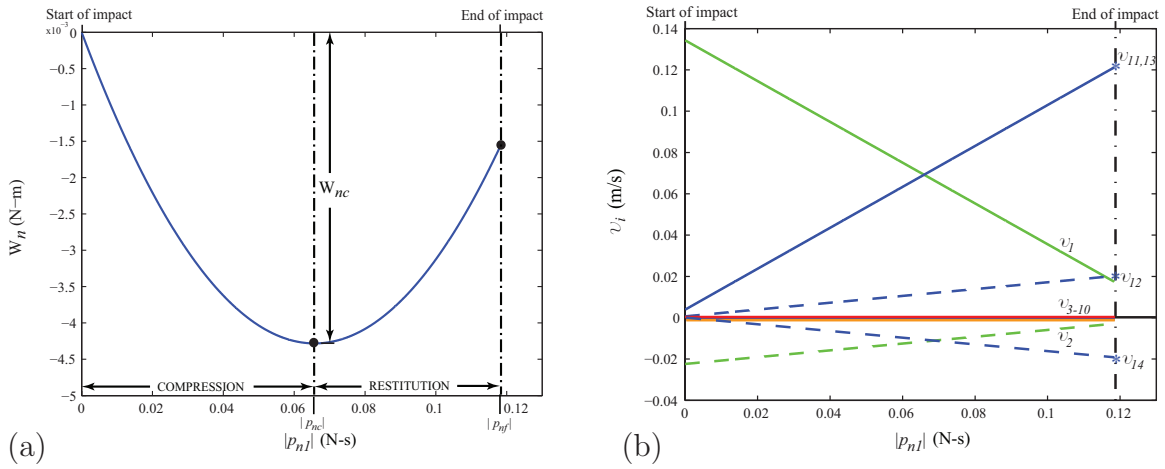 Start of impact
End of impact
x10⁻³
0
−0.5
−1
−1.5
−2
−2.5
−3
−3.5
−4
−4.5
−5
W_n (N−m)
W_nc
COMPRESSION
RESTITUTION
0 0.02 0.04 0.06 0.08 0.1 0.12
|p_nc| |p_nf|
|p_n1| (N-s)
(a)
Start of impact
End of impact
0.14
0.12
0.1
0.08
0.06
0.04
0.02
0
−0.02
−0.04
υ_i (m/s)
υ_11,13
υ_1
υ_12
υ_3-10
υ_2
υ_14
0 0.02 0.04 0.06 0.08 0.1 0.12
|p_n1| (N-s)
(b)